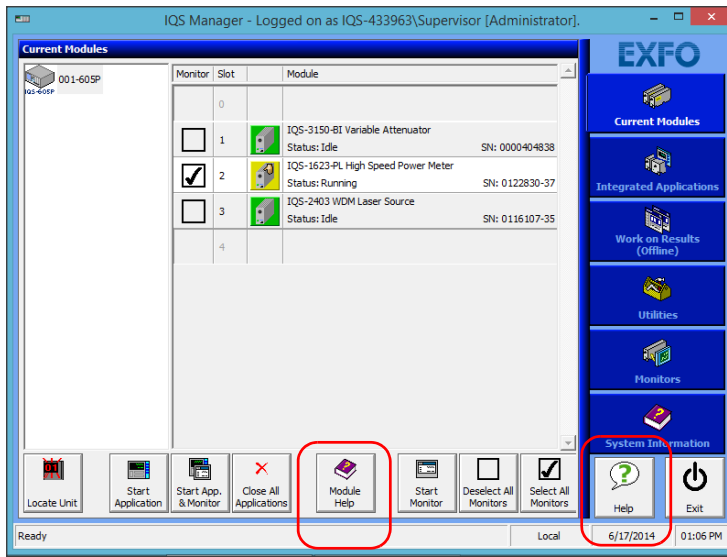 IQS Manager - Logged on as IQS-433963\Supervisor [Administrator].
Current Modules
EXFO
001-605P
IQS-605P
Monitor Slot Module
0
1 IQS-3150-BI Variable Attenuator
Status: Idle SN: 0000404838
2 IQS-1623-PL High Speed Power Meter
Status: Running SN: 0122830-37
3 IQS-2403 WDM Laser Source
Status: Idle SN: 0116107-35
4
Current Modules
Integrated Applications
Work on Results
(Offline)
Utilities
Monitors
System Information
Locate Unit
Start
Application
Start App.
& Monitor
Close All
Applications
Module
Help
Start
Monitor
Deselect All
Monitors
Select All
Monitors
Help
Exit
Ready Local 6/17/2014 01:06 PM